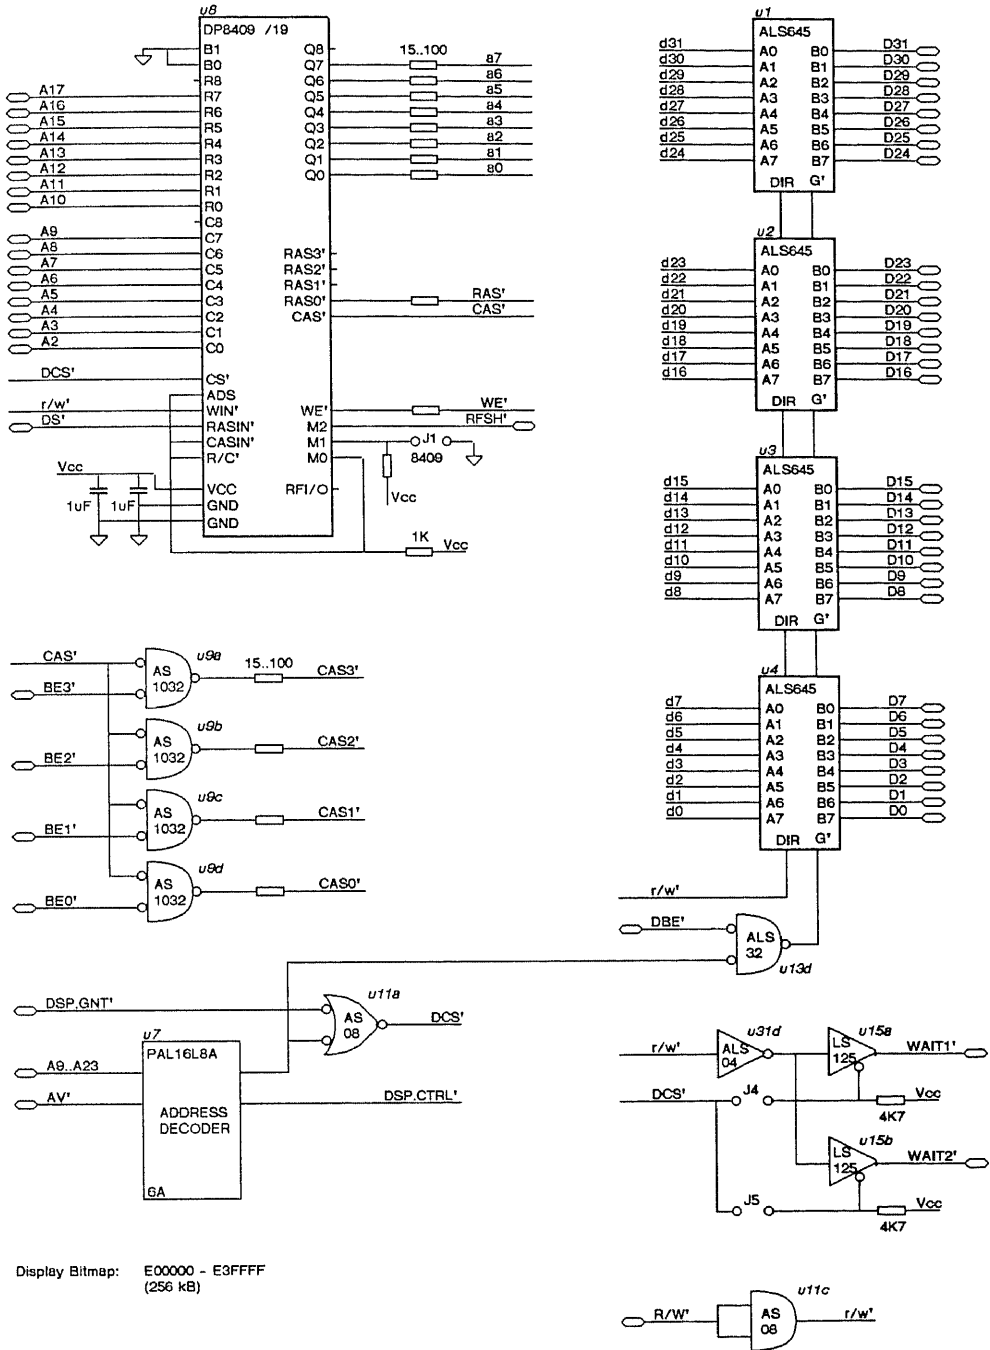 u8
DP8409 /19
B1 Q8
B0 Q7 15..100 a7
R8 Q6 a6
A17 R7 Q5 a5
A16 R6 Q4 a4
A15 R5 Q3 a3
A14 R4 Q2 a2
A13 R3 Q1 a1
A12 R2 Q0 a0
A11 R1
A10 R0
C8
A9 C7
A8 C6 RAS3'
A7 C5 RAS2'
A6 C4 RAS1'
A5 C3 RAS0' RAS'
A4 C2 CAS' CAS'
A3 C1
A2 C0
DCS' CS'
ADS
r/w' WIN' WE' WE'
DS' RASIN' M2 RFSH'
CASIN' M1 J1
R/C' M0 8409
Vcc
VCC RFI/O Vcc
1uF 1uF GND
GND
1K Vcc
u1
ALS645
d31 A0 B0 D31
d30 A1 B1 D30
d29 A2 B2 D29
d28 A3 B3 D28
d27 A4 B4 D27
d26 A5 B5 D26
d25 A6 B6 D25
d24 A7 B7 D24
DIR G'
u2
ALS645
d23 A0 B0 D23
d22 A1 B1 D22
d21 A2 B2 D21
d20 A3 B3 D20
d19 A4 B4 D19
d18 A5 B5 D18
d17 A6 B6 D17
d16 A7 B7 D16
DIR G'
u3
ALS645
d15 A0 B0 D15
d14 A1 B1 D14
d13 A2 B2 D13
d12 A3 B3 D12
d11 A4 B4 D11
d10 A5 B5 D10
d9 A6 B6 D9
d8 A7 B7 D8
DIR G'
u4
ALS645
d7 A0 B0 D7
d6 A1 B1 D6
d5 A2 B2 D5
d4 A3 B3 D4
d3 A4 B4 D3
d2 A5 B5 D2
d1 A6 B6 D1
d0 A7 B7 D0
DIR G'
r/w'
DBE' ALS
32
u13d
u9a
CAS' AS 15..100 CAS3'
BE3' 1032
u9b
AS CAS2'
BE2' 1032
u9c
AS CAS1'
BE1' 1032
u9d
AS CAS0'
BE0' 1032
u11a
DSP.GNT' AS DCS'
08
u7
PAL16L8A
A9..A23
AV' DSP.CTRL'
ADDRESS
DECODER
6A
u31d u15a
r/w' ALS LS WAIT1'
04 125
DCS' J4 Vcc
4K7
u15b
LS WAIT2'
125
J5 Vcc
4K7
Display Bitmap: E00000 - E3FFFF
(256 kB)
u11c
R/W' AS r/w'
08